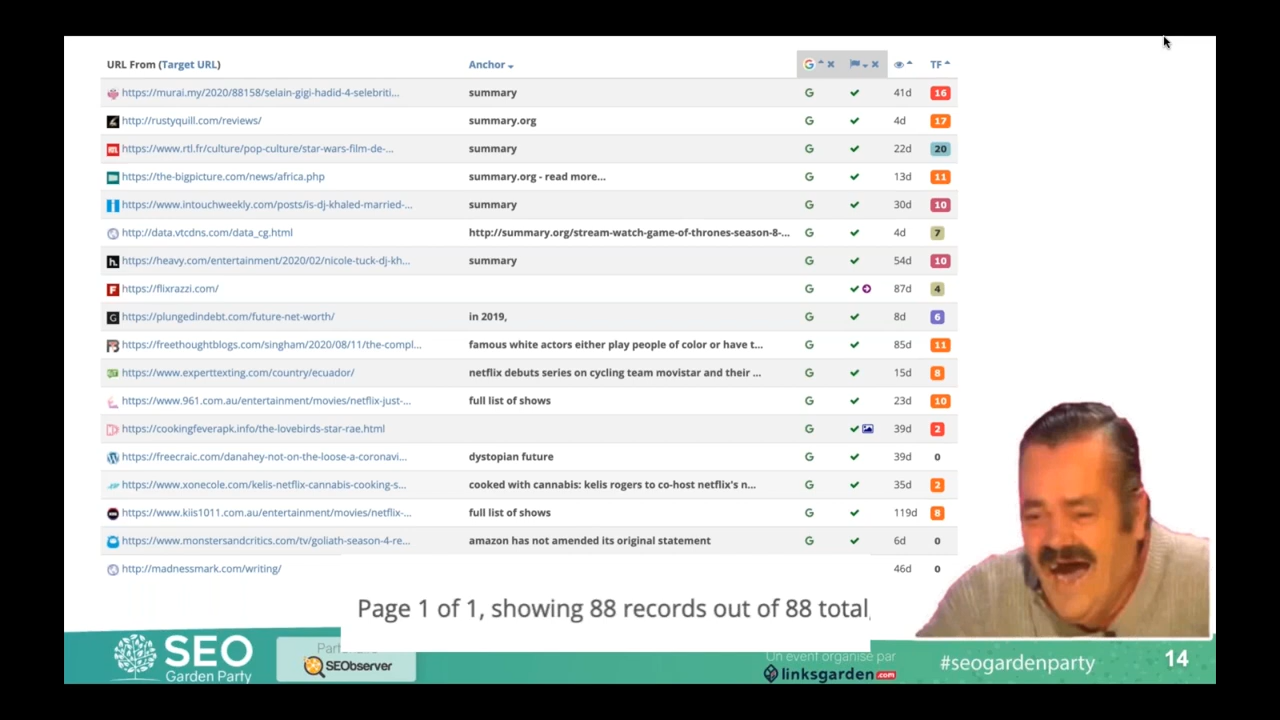 URL From (Target URL) Anchor TF
https://murai.my/2020/88158/selain-gigi-hadid-4-selebriti... summary G 41d 16
http://rustyquill.com/reviews/ summary.org G 4d 17
https://www.rtl.fr/culture/pop-culture/star-wars-film-de-... summary G 22d 20
https://the-bigpicture.com/news/africa.php summary.org - read more... G 13d 11
https://www.intouchweekly.com/posts/is-dj-khaled-married-... summary G 30d 10
http://data.vtcdns.com/data_cg.html http://summary.org/stream-watch-game-of-thrones-season-8-... G 4d 7
https://heavy.com/entertainment/2020/02/nicole-tuck-dj-kh... summary G 54d 10
https://flixrazzi.com/ G 87d 4
https://plungedindebt.com/future-net-worth/ in 2019, G 8d 6
https://freethoughtblogs.com/singham/2020/08/11/the-compl... famous white actors either play people of color or have t... G 85d 11
https://www.experttexting.com/country/ecuador/ netflix debuts series on cycling team movistar and their ... G 15d 8
https://www.961.com.au/entertainment/movies/netflix-just-... full list of shows G 23d 10
https://cookingfeverapk.info/the-lovebirds-star-rae.html G 39d 2
https://freecraic.com/danahey-not-on-the-loose-a-coronavi... dystopian future G 39d 0
https://www.xonecole.com/kelis-netflix-cannabis-cooking-s... cooked with cannabis: kelis rogers to co-host netflix's n... G 35d 2
https://www.kiis1011.com.au/entertainment/movies/netflix-... full list of shows G 119d 8
https://www.monstersandcritics.com/tv/goliath-season-4-re... amazon has not amended its original statement G 6d 0
http://madnessmark.com/writing/ 46d 0
Page 1 of 1, showing 88 records out of 88 total,
SEO
Garden Party
SEObserver
Un event organisé par
linksgarden.com
#seogardenparty
14